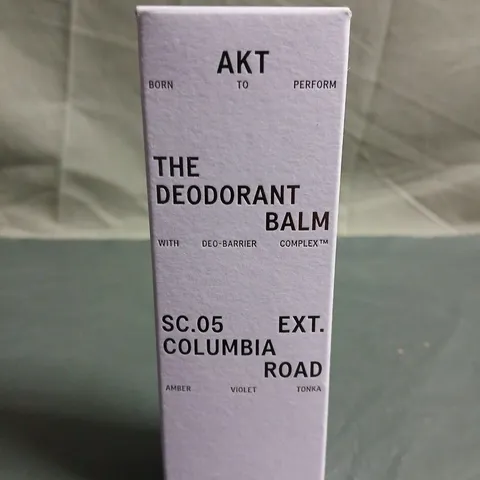 AKT
BORN TO PERFORM
THE
DEODORANT
BALM
WITH DEO-BARRIER COMPLEX™
SC.05 EXT.
COLUMBIA
ROAD
AMBER VIOLET TONKA